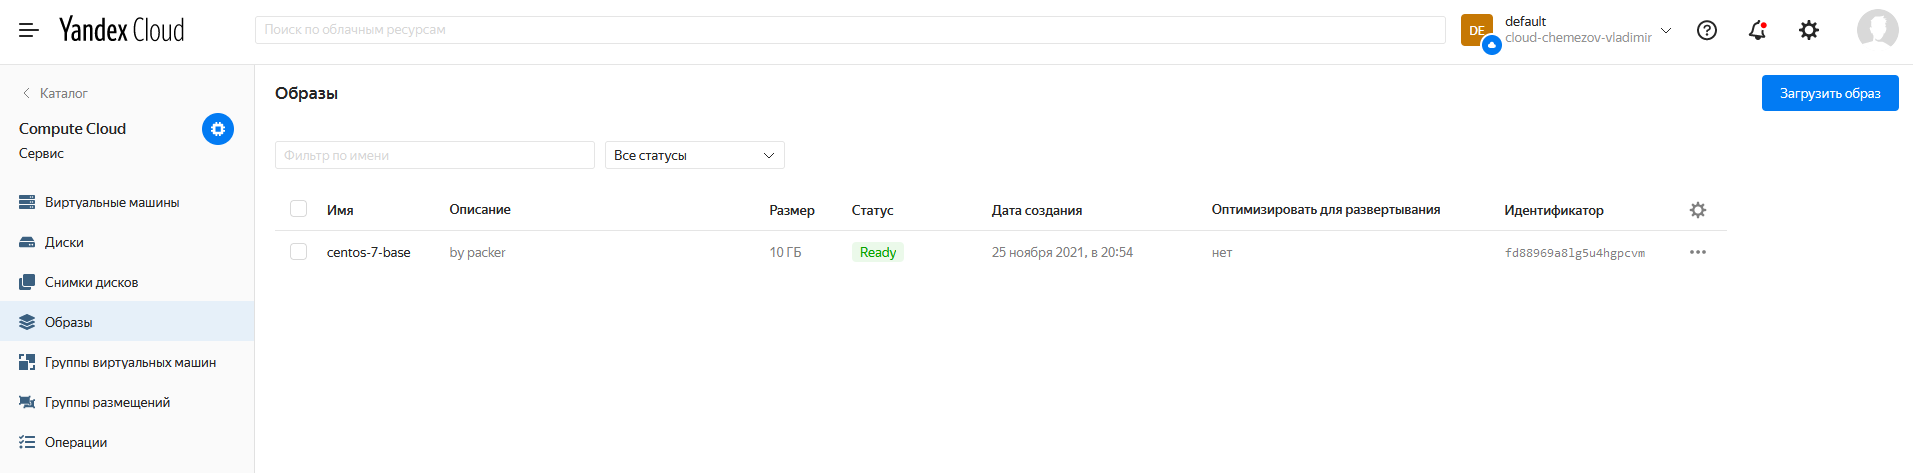 Yandex Cloud
Поиск по облачным ресурсам
DE
default
cloud-chemezov-vladimir
Каталог
Compute Cloud
Сервис
Виртуальные машины
Диски
Снимки дисков
Образы
Группы виртуальных машин
Группы размещений
Операции
Образы
Загрузить образ
Фильтр по имени
Все статусы
Имя Описание Размер Статус Дата создания Оптимизировать для развертывания Идентификатор
centos-7-base by packer 10 ГБ Ready 25 ноября 2021, в 20:54 нет fd88969a8lg5u4hgpcvm